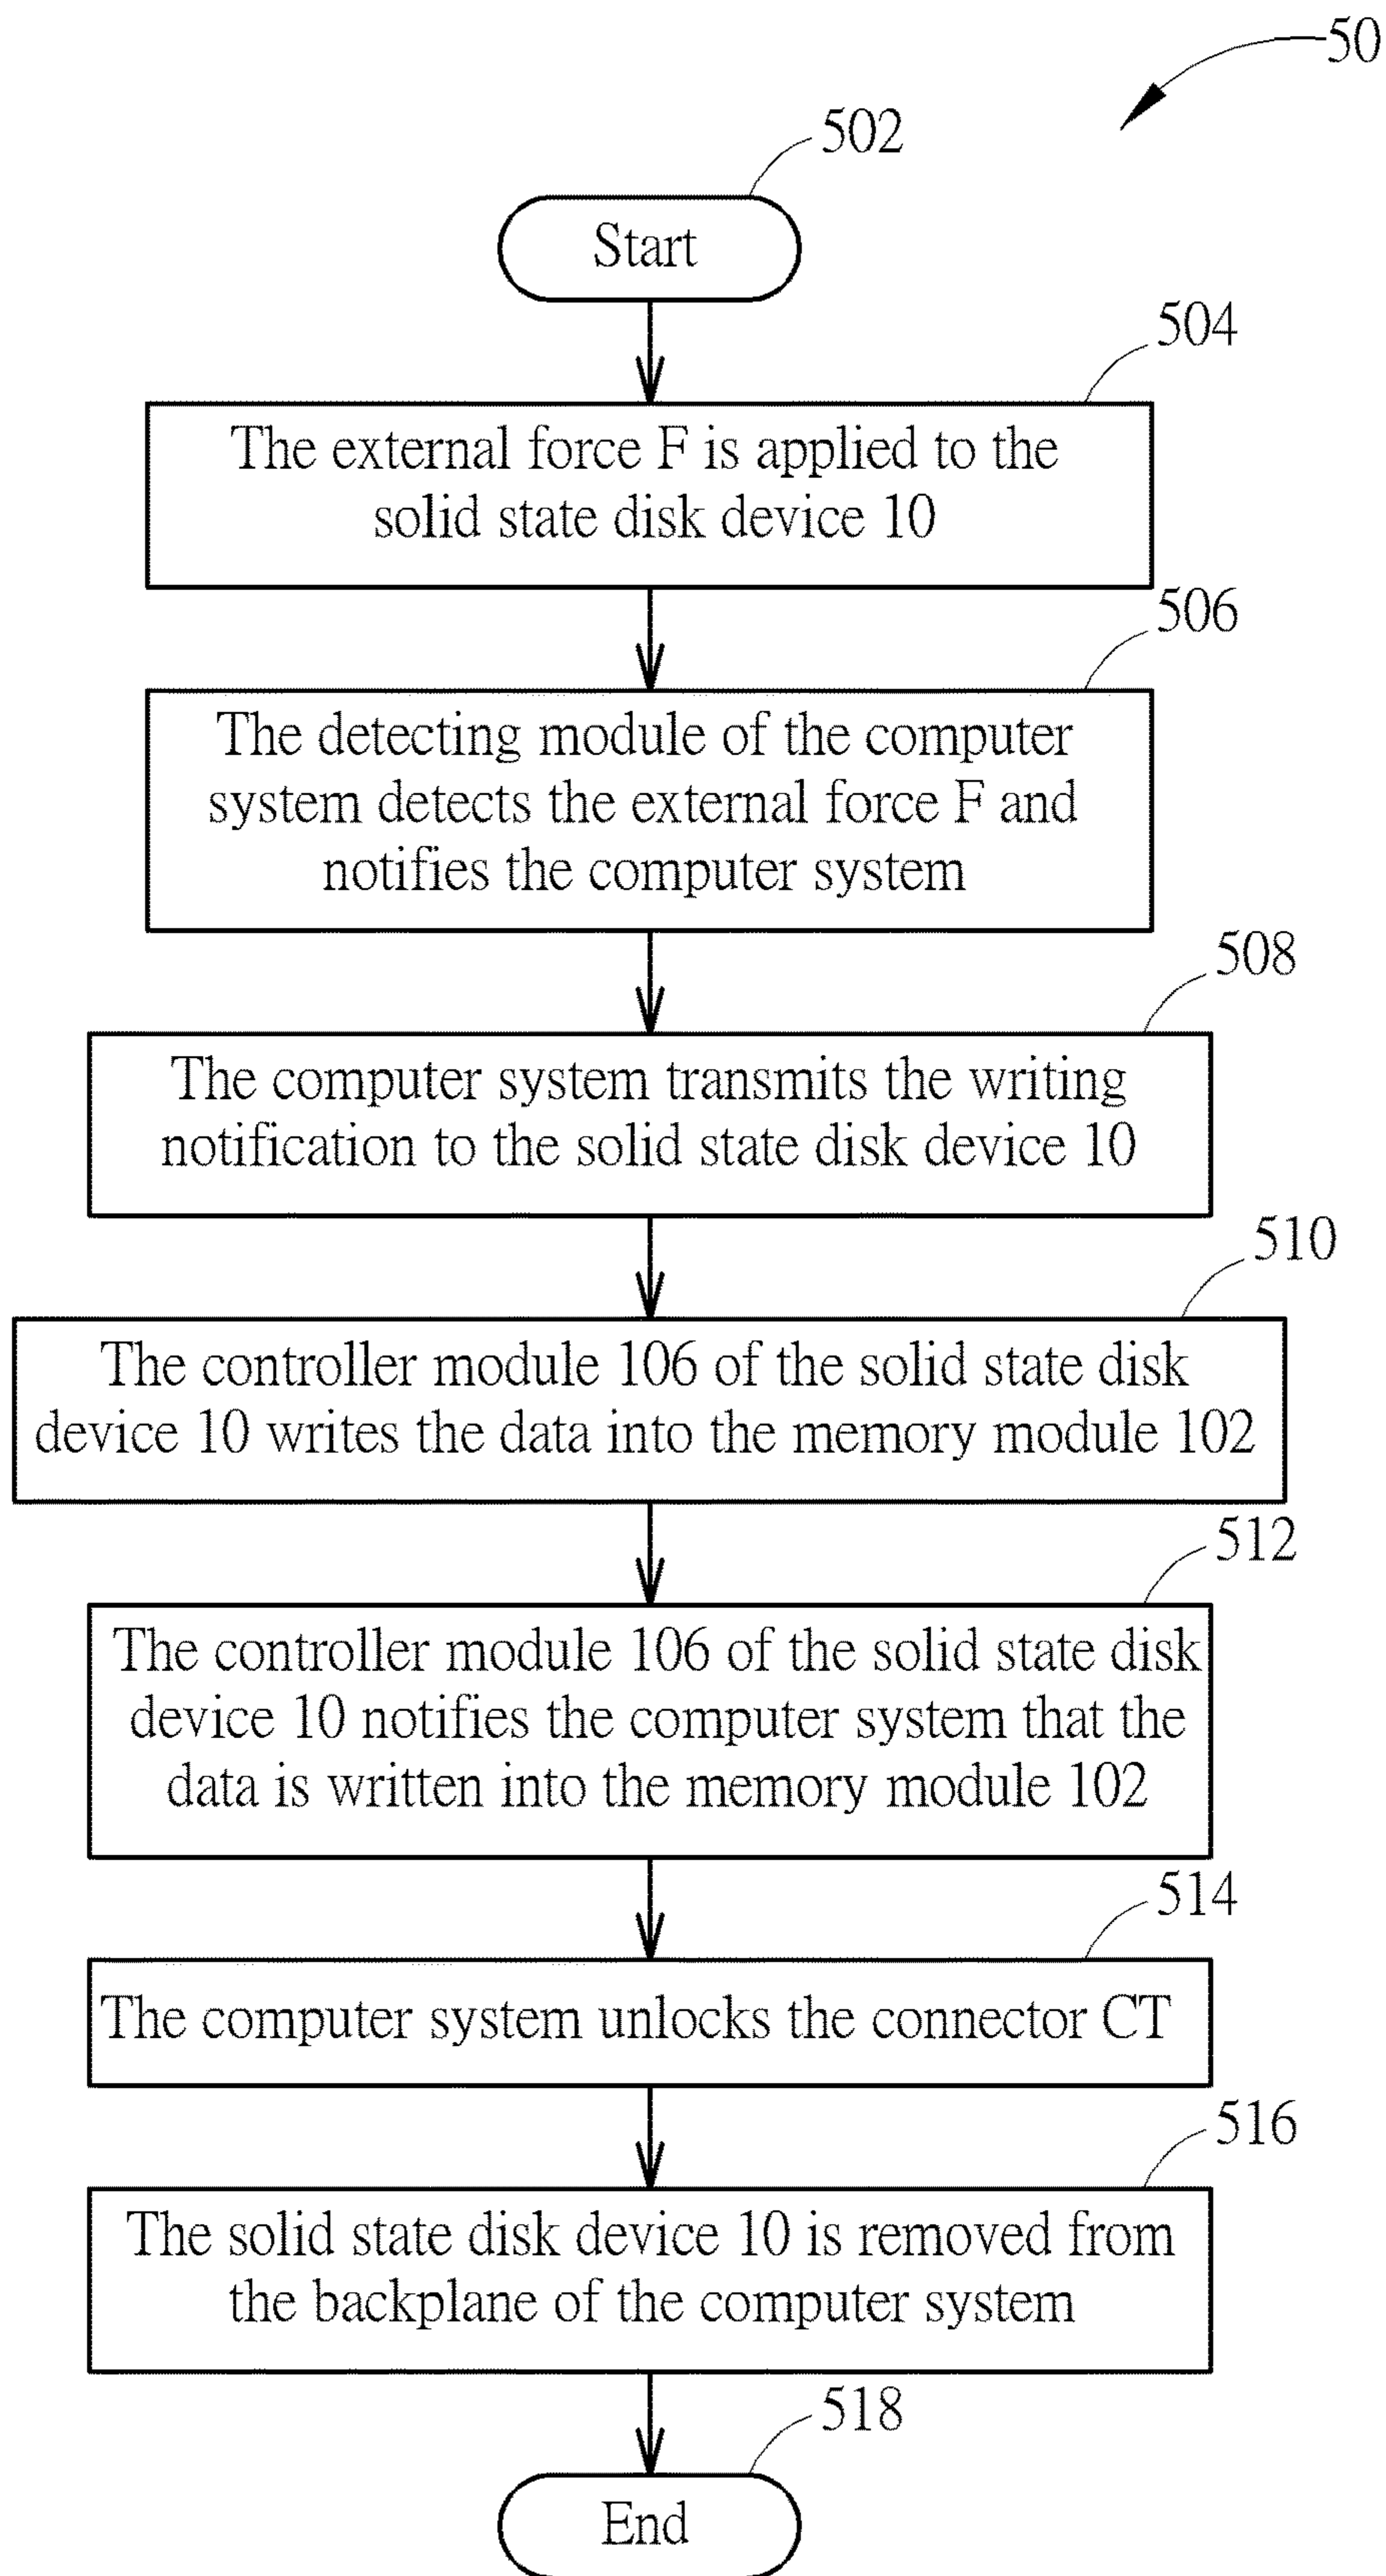 50
502
Start
504
The external force F is applied to the
solid state disk device 10
506
The detecting module of the computer
system detects the external force F and
notifies the computer system
508
The computer system transmits the writing
notification to the solid state disk device 10
510
The controller module 106 of the solid state disk
device 10 writes the data into the memory module 102
512
The controller module 106 of the solid state disk
device 10 notifies the computer system that the
data is written into the memory module 102
514
The computer system unlocks the connector CT
516
The solid state disk device 10 is removed from
the backplane of the computer system
518
End